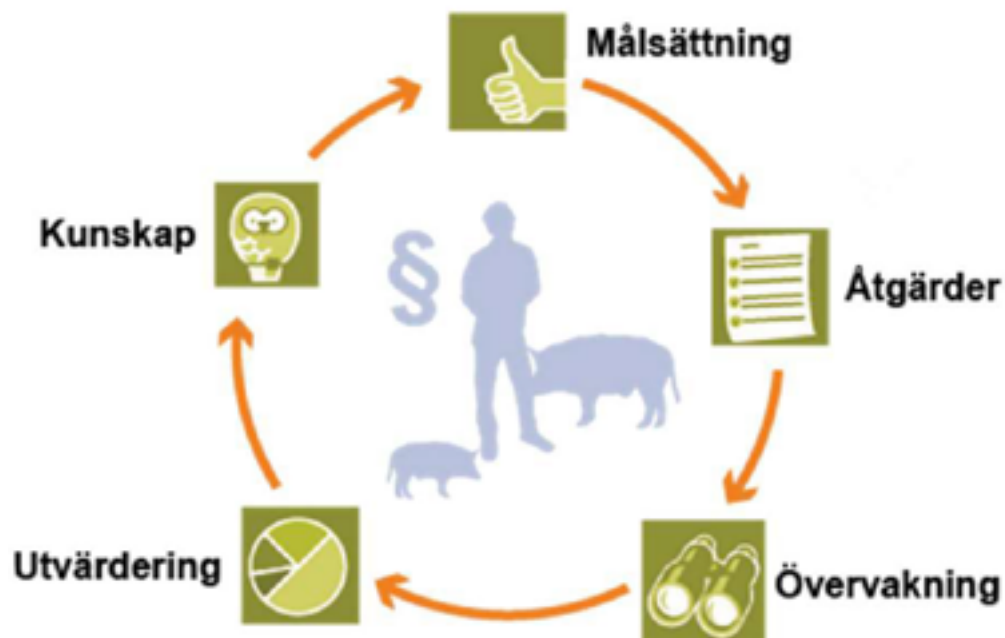 Målsättning
Kunskap
§
Åtgärder
Utvärdering
Övervakning